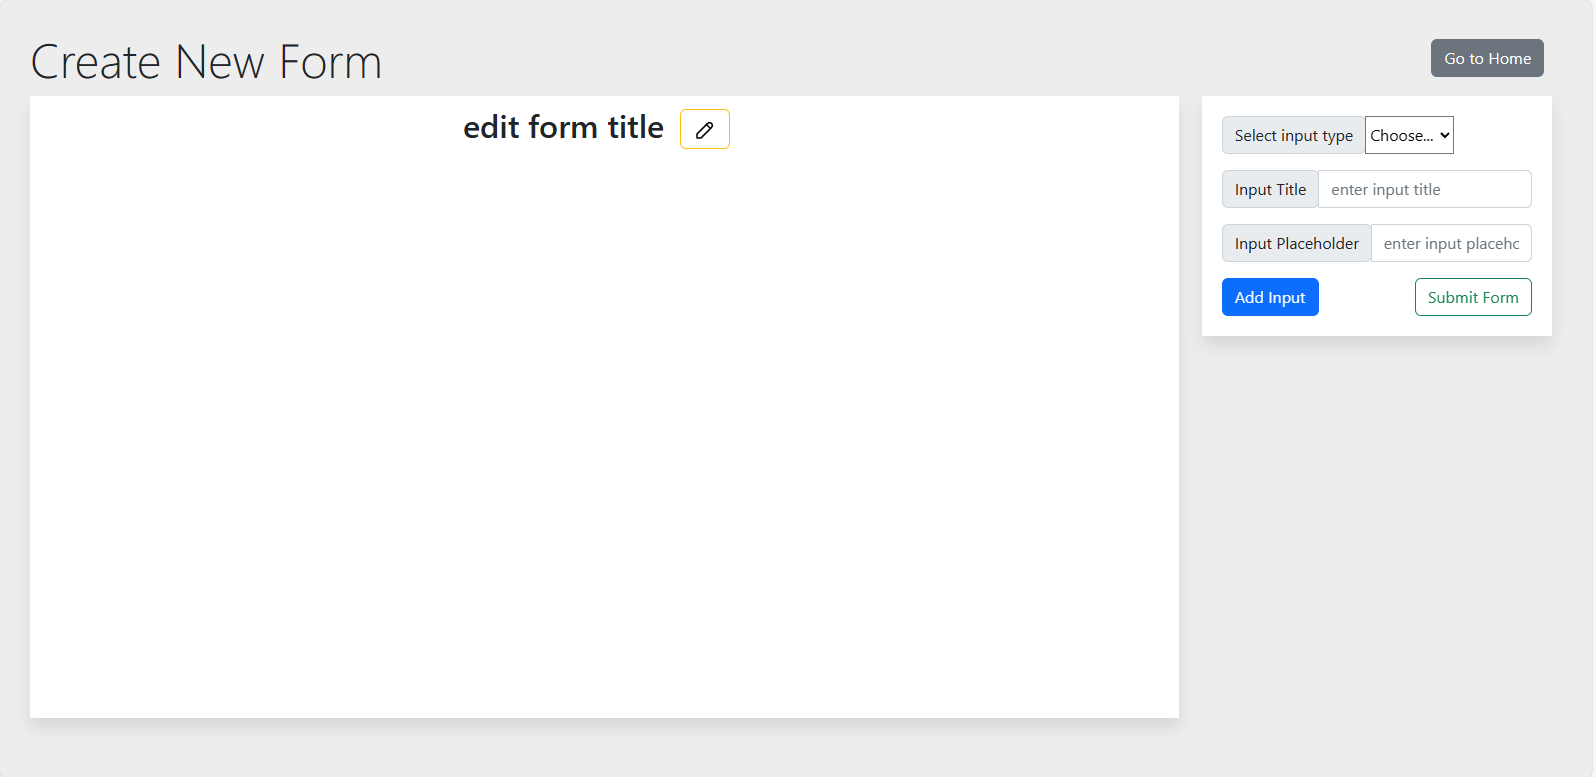 Create New Form
Go to Home
edit form title
Select input type Choose...
Input Title enter input title
Input Placeholder enter input placehc
Add Input Submit Form